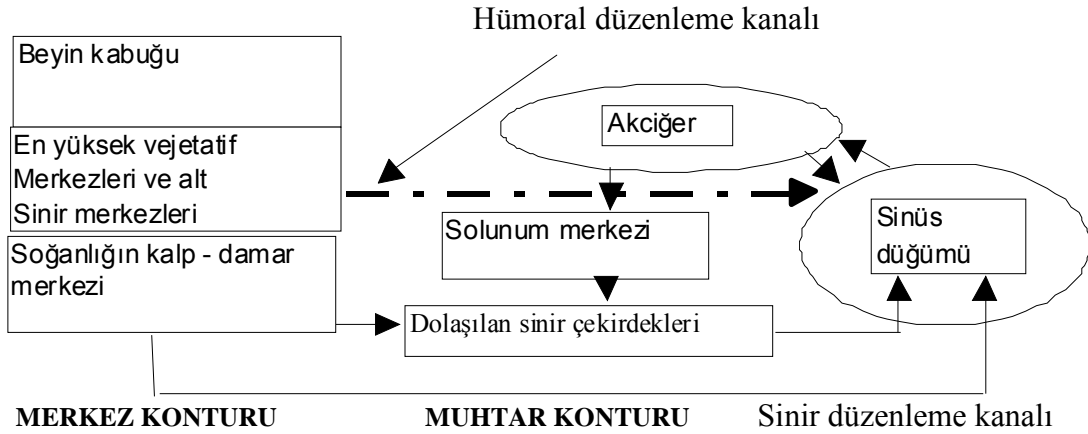 Hümoral düzenleme kanalı
Beyin kabuğu
Akciğer
En yüksek vejetatif
Merkezleri ve alt
Sinir merkezleri
Solunum merkezi
Sinüs
düğümü
Soğanlığın kalp - damar
merkezi
Dolaşılan sinir çekirdekleri
MERKEZ KONTURU
MUHTAR KONTURU
Sinir düzenleme kanalı